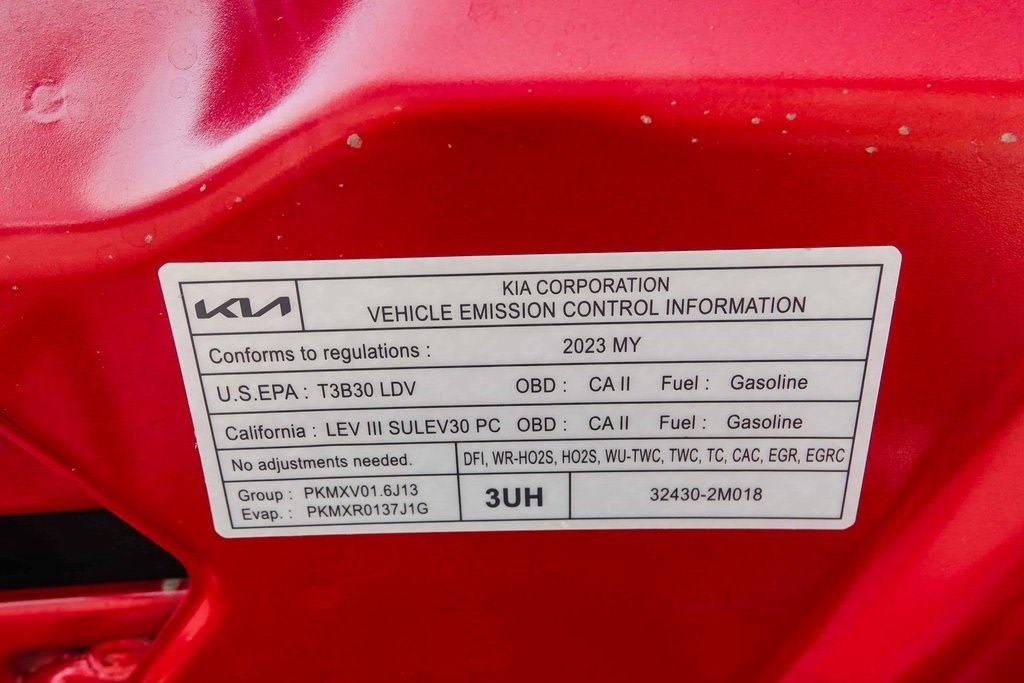 KIA
KIA CORPORATION
VEHICLE EMISSION CONTROL INFORMATION
Conforms to regulations : 2023 MY
U.S.EPA : T3B30 LDV OBD : CA II Fuel : Gasoline
California : LEV III SULEV30 PC OBD : CA II Fuel : Gasoline
No adjustments needed. DFI, WR-HO2S, HO2S, WU-TWC, TWC, TC, CAC, EGR, EGRC
Group : PKMXV01.6J13
Evap. : PKMXR0137J1G
3UH
32430-2M018